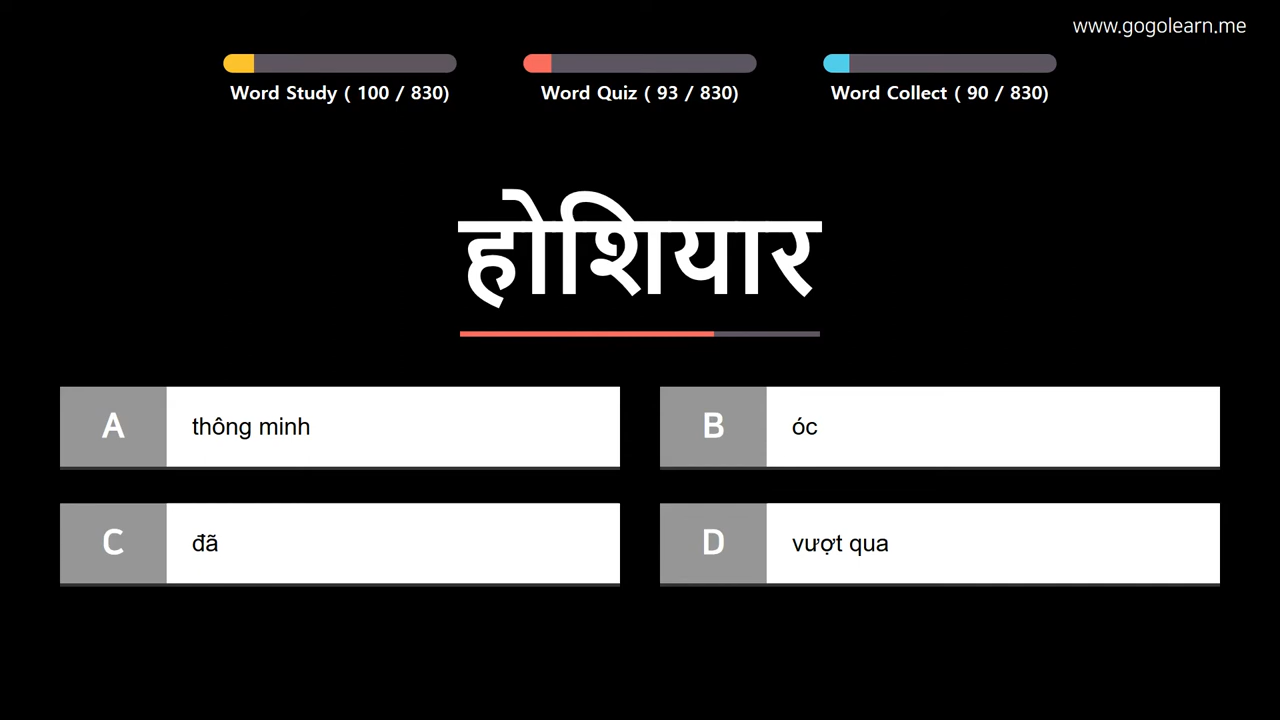 www.gogolearn.me
Word Study ( 100 / 830)
Word Quiz ( 93 / 830)
Word Collect ( 90 / 830)
होशियार
A thông minh
B óc
C đã
D vượt qua